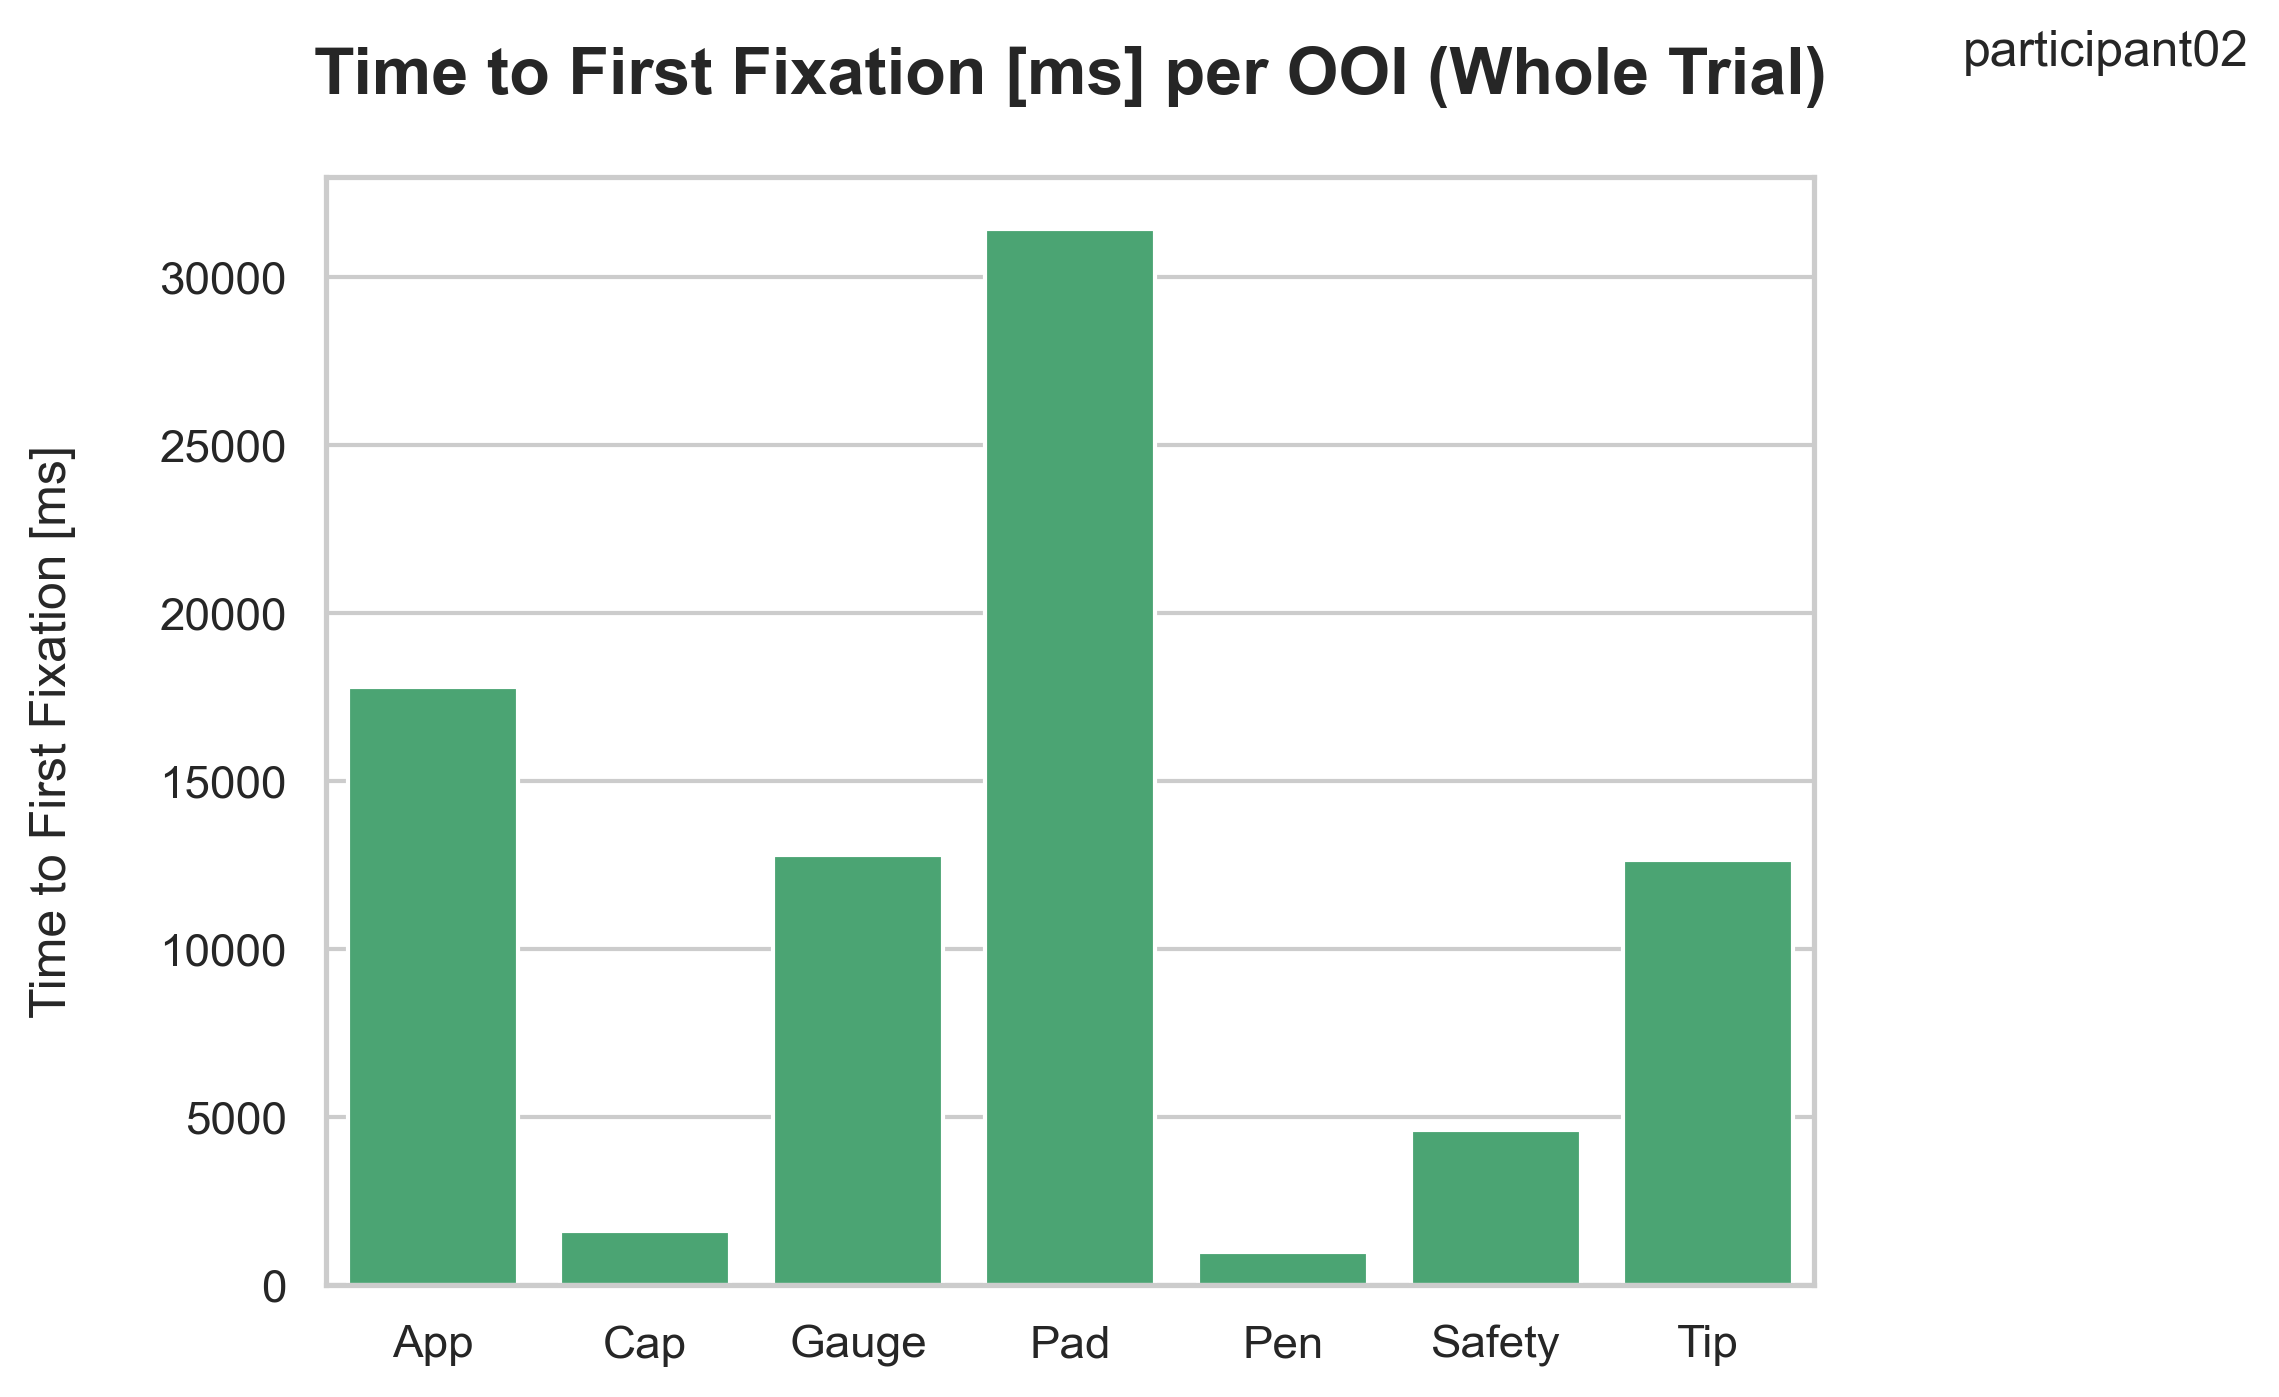 participant02
Time to First Fixation [ms] per OOI (Whole Trial)
Time to First Fixation [ms]
30000
25000
20000
15000
10000
5000
0
App Cap Gauge Pad Pen Safety Tip